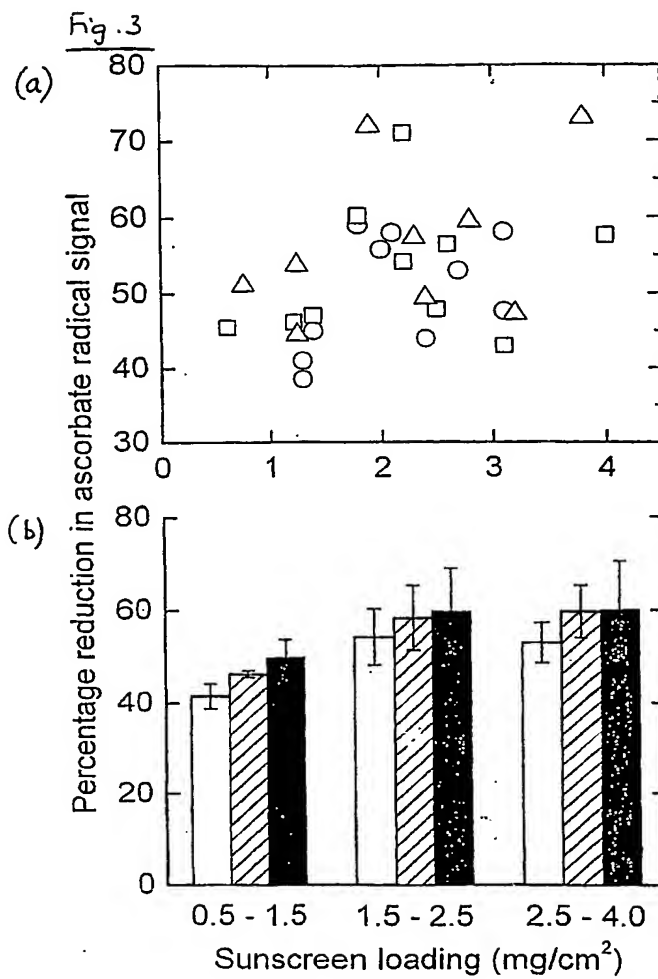 Fig.3
(a)
80
70
60
50
40
30
0 1 2 3 4
Percentage reduction in ascorbate radical signal
(b)
80
60
40
20
0
0.5 - 1.5 1.5 - 2.5 2.5 - 4.0
Sunscreen loading (mg/cm²)